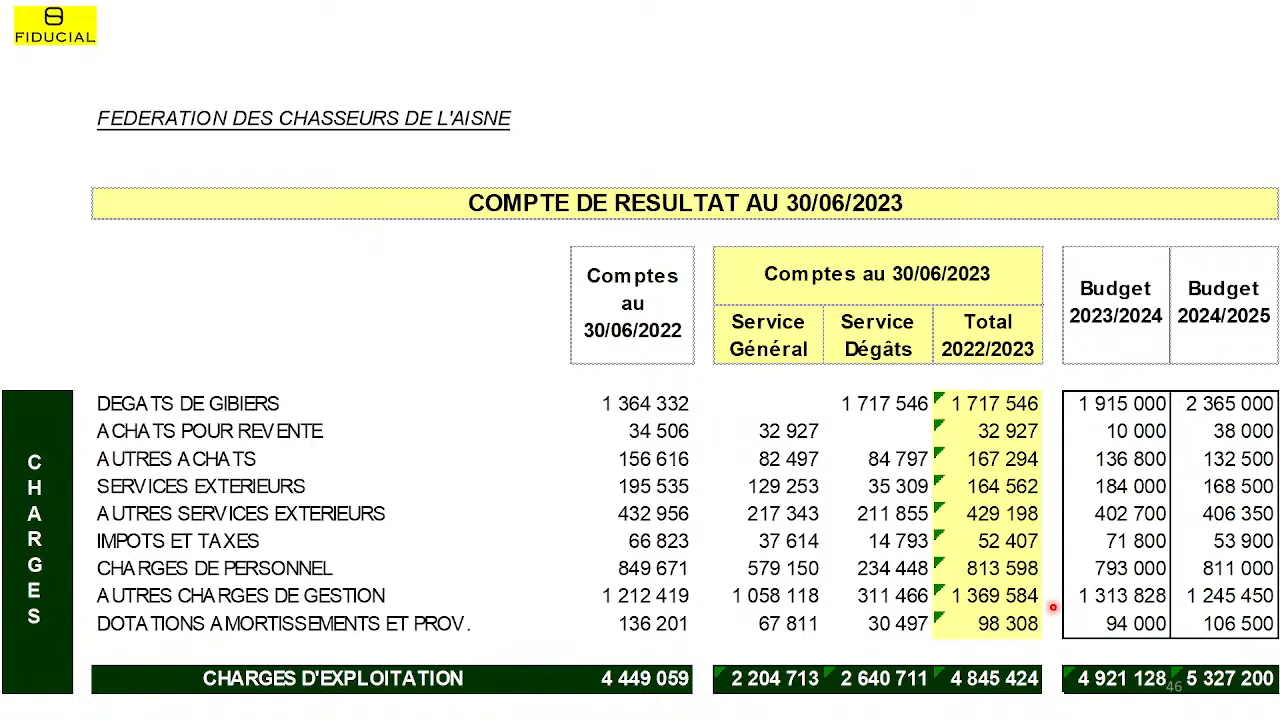 FIDUCIAL
FEDERATION DES CHASSEURS DE L'AISNE
COMPTE DE RESULTAT AU 30/06/2023
Comptes au 30/06/2022
Comptes au 30/06/2023
Service Général
Service Dégâts
Total 2022/2023
Budget 2023/2024
Budget 2024/2025
CHARGES
DEGATS DE GIBIERS 1 364 332 1 717 546 1 717 546 1 915 000 2 365 000
ACHATS POUR REVENTE 34 506 32 927 32 927 10 000 38 000
AUTRES ACHATS 156 616 82 497 84 797 167 294 136 800 132 500
SERVICES EXTERIEURS 195 535 129 253 35 309 164 562 184 000 168 500
AUTRES SERVICES EXTERIEURS 432 956 217 343 211 855 429 198 402 700 406 350
IMPOTS ET TAXES 66 823 37 614 14 793 52 407 71 800 53 900
CHARGES DE PERSONNEL 849 671 579 150 234 448 813 598 793 000 811 000
AUTRES CHARGES DE GESTION 1 212 419 1 058 118 311 466 1 369 584 1 313 828 1 245 450
DOTATIONS AMORTISSEMENTS ET PROV. 136 201 67 811 30 497 98 308 94 000 106 500
CHARGES D'EXPLOITATION 4 449 059 2 204 713 2 640 711 4 845 424 4 921 128 5 327 200
46